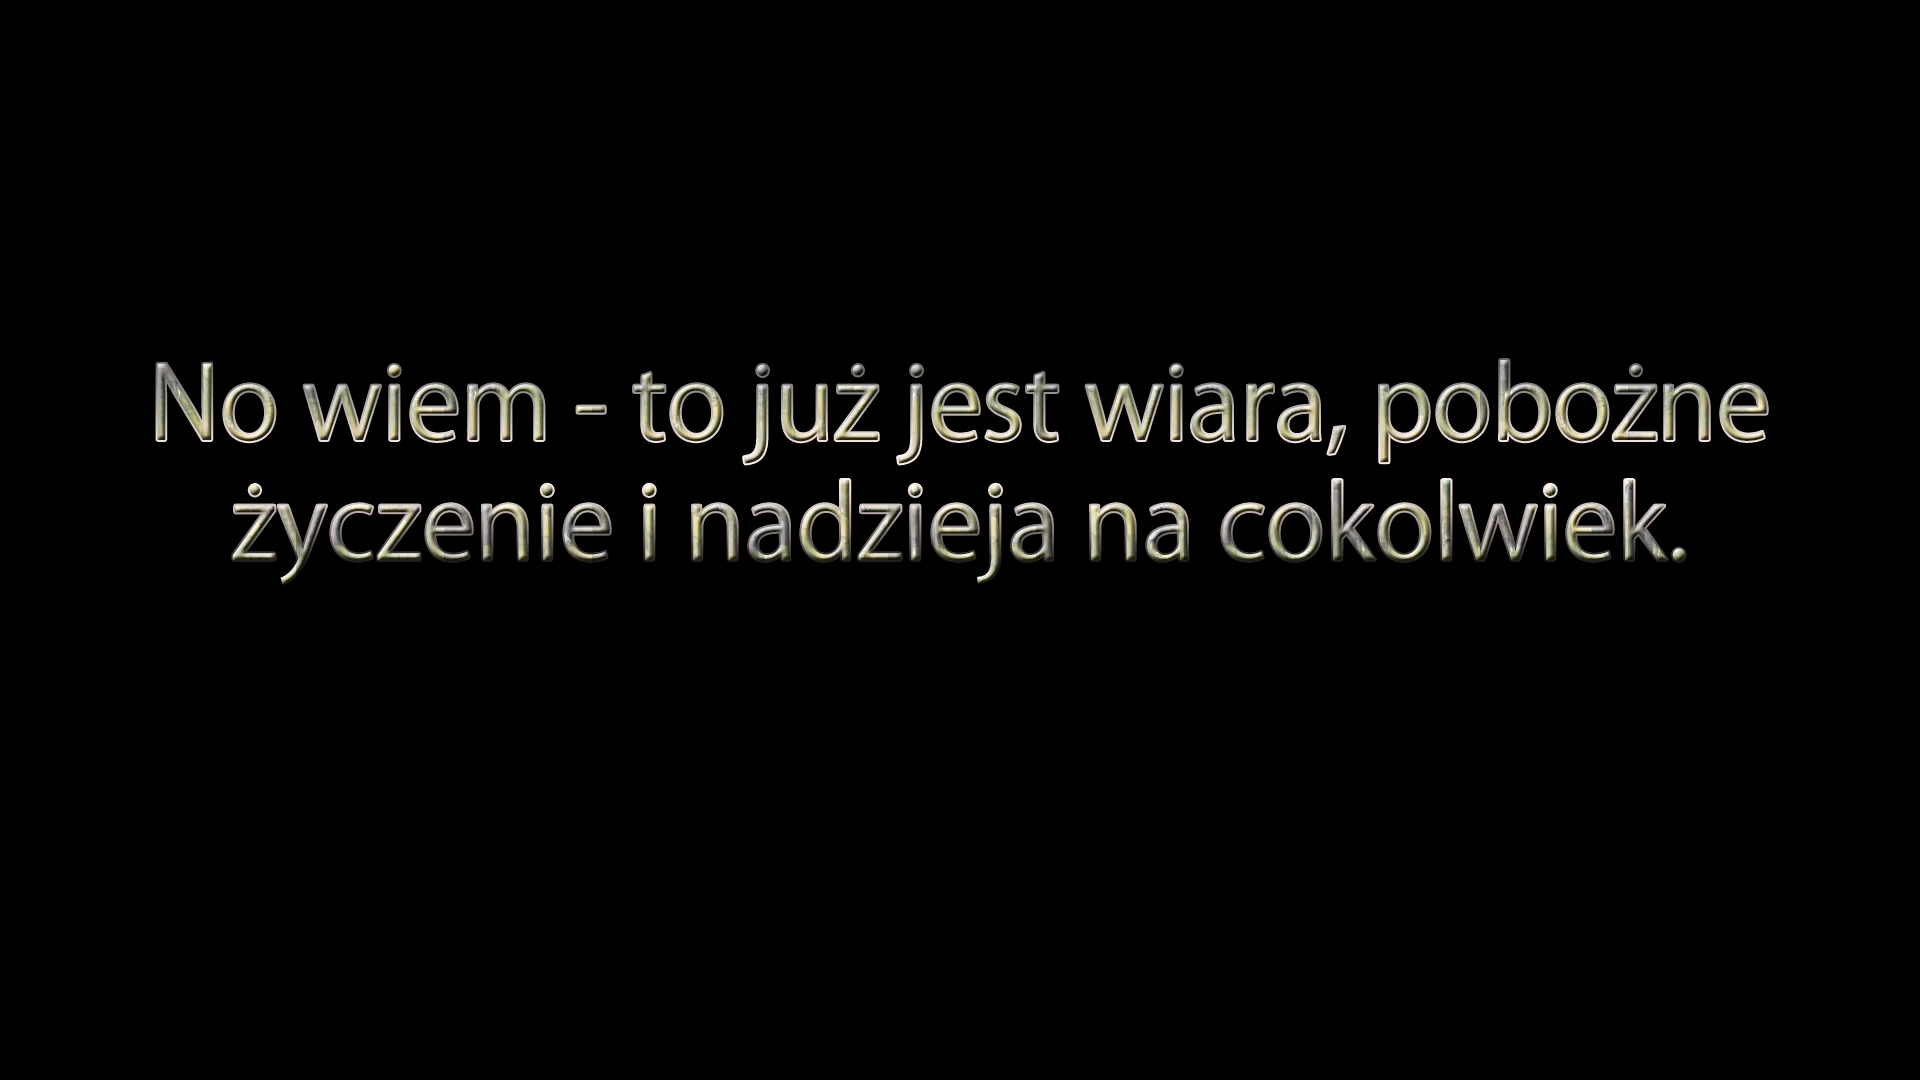 No wiem - to już jest wiara, pobożne
życzenie i nadzieja na cokolwiek.